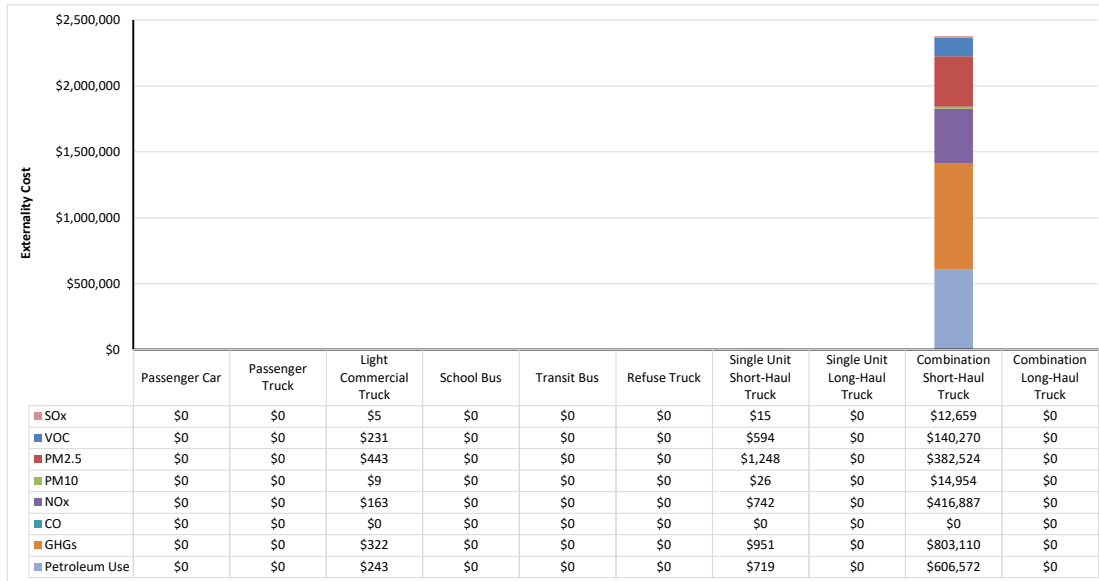 $2,500,000
$2,000,000
$1,500,000
$1,000,000
$500,000
$0
Externality Cost
Passenger Car
Passenger
Truck
Light
Commercial
Truck
School Bus
Transit Bus
Refuse Truck
Single Unit
Short-Haul
Truck
Single Unit
Long-Haul
Truck
Combination
Short-Haul
Truck
Combination
Long-Haul
Truck
SOx $0 $0 $5 $0 $0 $0 $15 $0 $12,659 $0
VOC $0 $0 $231 $0 $0 $0 $594 $0 $140,270 $0
PM2.5 $0 $0 $443 $0 $0 $0 $1,248 $0 $382,524 $0
PM10 $0 $0 $9 $0 $0 $0 $26 $0 $14,954 $0
NOx $0 $0 $163 $0 $0 $0 $742 $0 $416,887 $0
CO $0 $0 $0 $0 $0 $0 $0 $0 $0 $0
GHGs $0 $0 $322 $0 $0 $0 $951 $0 $803,110 $0
Petroleum Use $0 $0 $243 $0 $0 $0 $719 $0 $606,572 $0